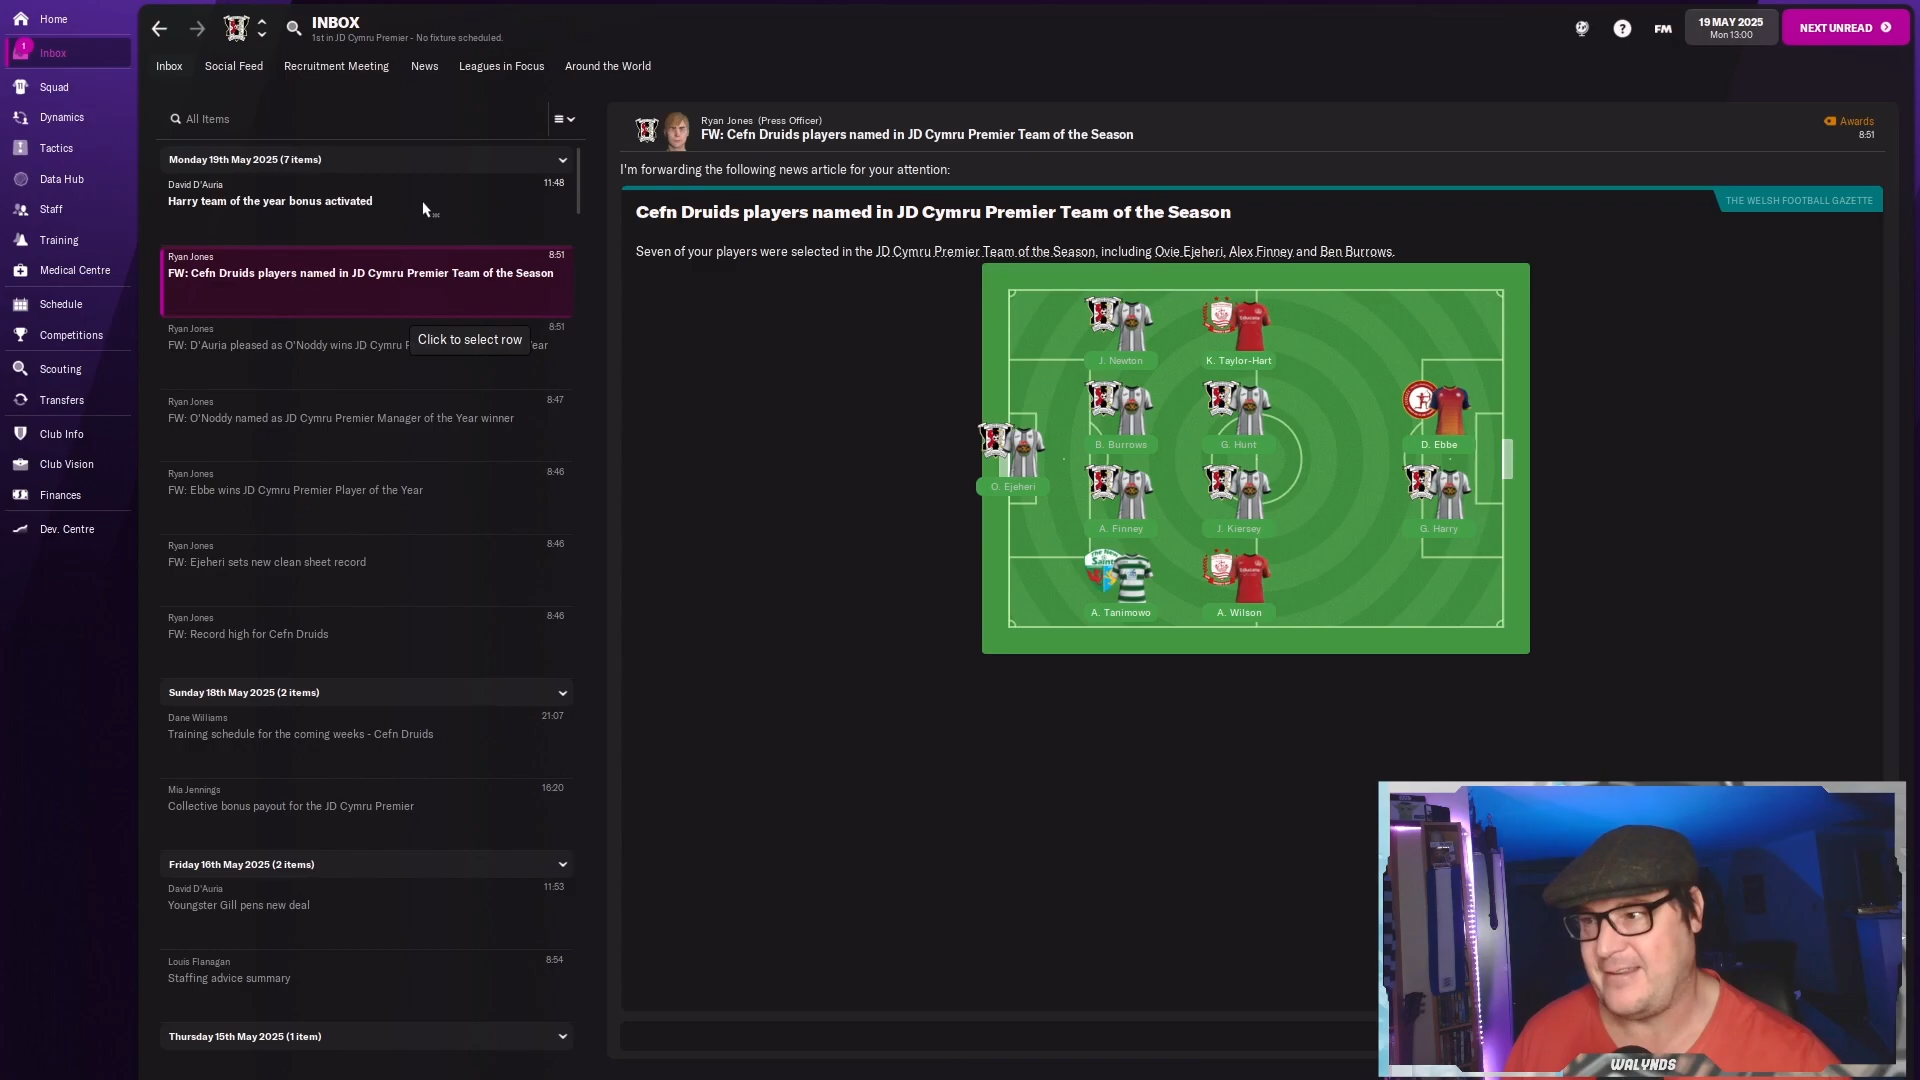 Home
1
Inbox
Squad
Dynamics
Tactics
Data Hub
Staff
Training
Medical Centre
Schedule
Competitions
Scouting
Transfers
Club Info
Club Vision
Finances
Dev. Centre
INBOX
1st in JD Cymru Premier - No fixture scheduled.
FM
19 MAY 2025
Mon 13:00
NEXT UNREAD
Inbox
Social Feed
Recruitment Meeting
News
Leagues in Focus
Around the World
All Items
Monday 19th May 2025 (7 items)
David D'Auria 11:48
Harry team of the year bonus activated
Ryan Jones 8:51
FW: Cefn Druids players named in JD Cymru Premier Team of the Season
Ryan Jones 8:51
FW: D'Auria pleased as O'Noddy wins JD Cymru
Click to select row
Ryan Jones 8:47
FW: O'Noddy named as JD Cymru Premier Manager of the Year winner
Ryan Jones 8:46
FW: Ebbe wins JD Cymru Premier Player of the Year
Ryan Jones 8:46
FW: Ejeheri sets new clean sheet record
Ryan Jones 8:46
FW: Record high for Cefn Druids
Sunday 18th May 2025 (2 items)
Dane Williams 21:07
Training schedule for the coming weeks - Cefn Druids
Mia Jennings 16:20
Collective bonus payout for the JD Cymru Premier
Friday 16th May 2025 (2 items)
David D'Auria 11:53
Youngster Gill pens new deal
Louis Flanagan 8:54
Staffing advice summary
Thursday 15th May 2025 (1 item)
Ryan Jones (Press Officer)
FW: Cefn Druids players named in JD Cymru Premier Team of the Season
Awards
8:51
I'm forwarding the following news article for your attention:
THE WELSH FOOTBALL GAZETTE
Cefn Druids players named in JD Cymru Premier Team of the Season
Seven of your players were selected in the JD Cymru Premier Team of the Season, including Ovie Ejeheri, Alex Finney and Ben Burrows.
J. Newton
K. Taylor-Hart
B. Burrows
G. Hunt
D. Ebbe
O. Ejeheri
A. Finney
J. Kiersey
G. Harry
A. Tanimowo
A. Wilson
WALYNDS